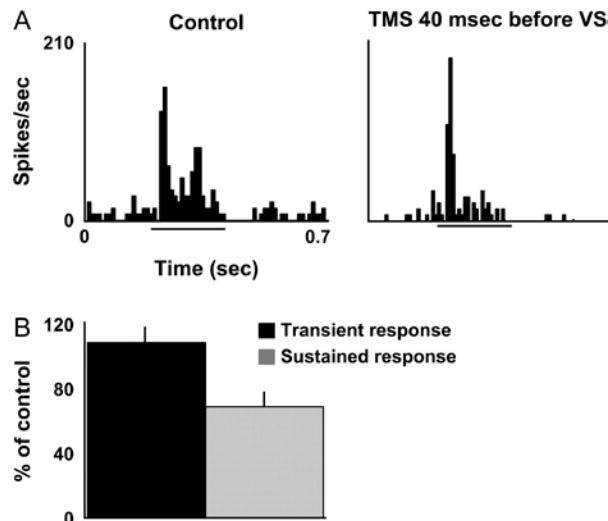 A
Control
TMS 40 msec before VS
210
Spikes/sec
0
0
0.7
Time (sec)
B
120
80
40
0
% of control
Transient response
Sustained response